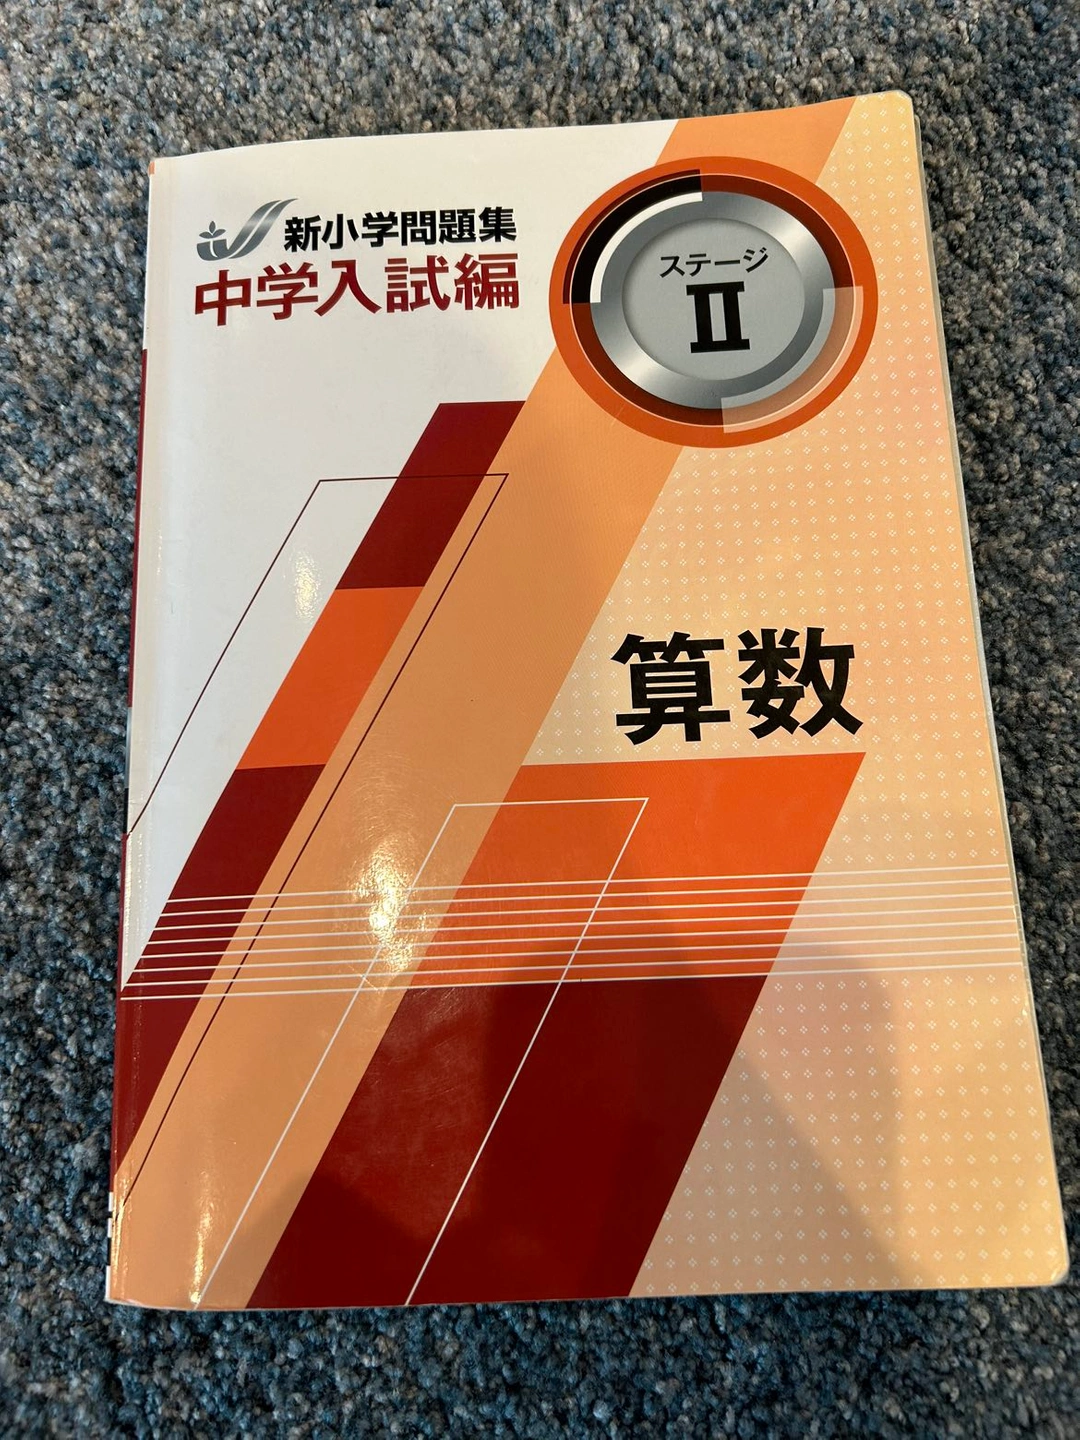 新小学問題集
中学入試編
ステージ
II
算数